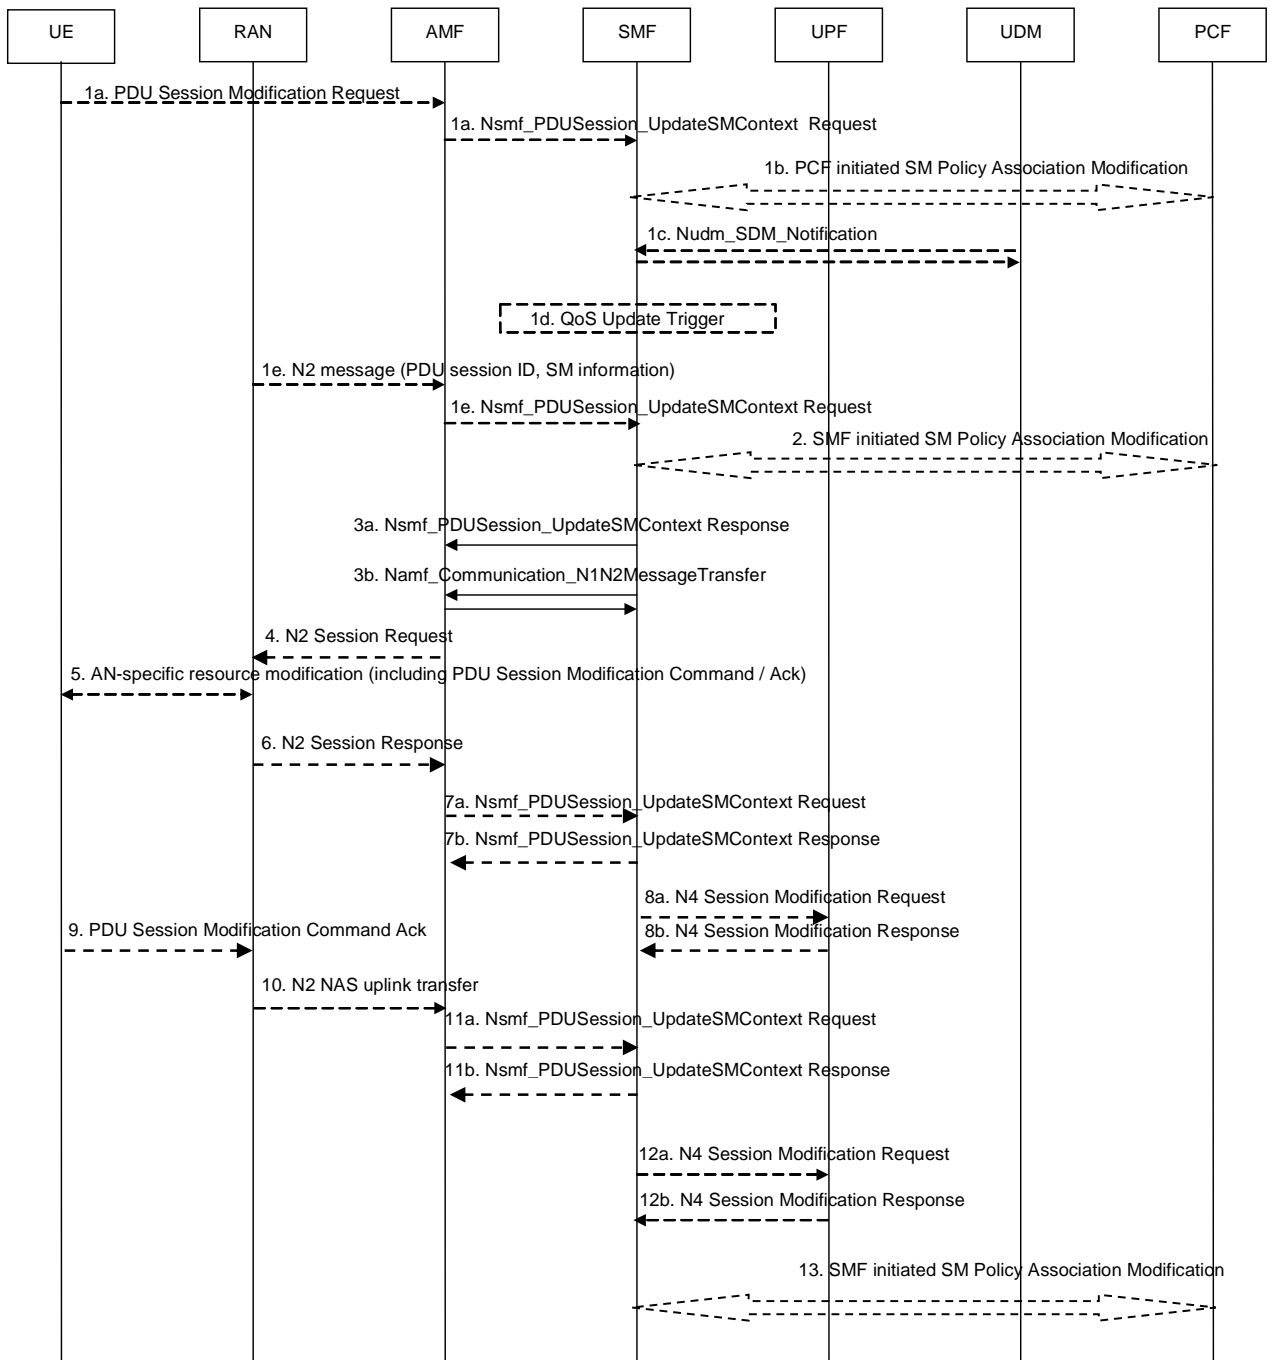 UE RAN AMF SMF UPF UDM PCF
1a. PDU Session Modification Request
1a. Nsmf_PDUSession_UpdateSMContext Request
1b. PCF initiated SM Policy Association Modification
1c. Nudm_SDM_Notification
1d. QoS Update Trigger
1e. N2 message (PDU session ID, SM information)
1e. Nsmf_PDUSession_UpdateSMContext Request
2. SMF initiated SM Policy Association Modification
3a. Nsmf_PDUSession_UpdateSMContext Response
3b. Namf_Communication_N1N2MessageTransfer
4. N2 Session Request
5. AN-specific resource modification (including PDU Session Modification Command / Ack)
6. N2 Session Response
7a. Nsmf_PDUSession_UpdateSMContext Request
7b. Nsmf_PDUSession_UpdateSMContext Response
8a. N4 Session Modification Request
9. PDU Session Modification Command Ack
8b. N4 Session Modification Response
10. N2 NAS uplink transfer
11a. Nsmf_PDUSession_UpdateSMContext Request
11b. Nsmf_PDUSession_UpdateSMContext Response
12a. N4 Session Modification Request
12b. N4 Session Modification Response
13. SMF initiated SM Policy Association Modification